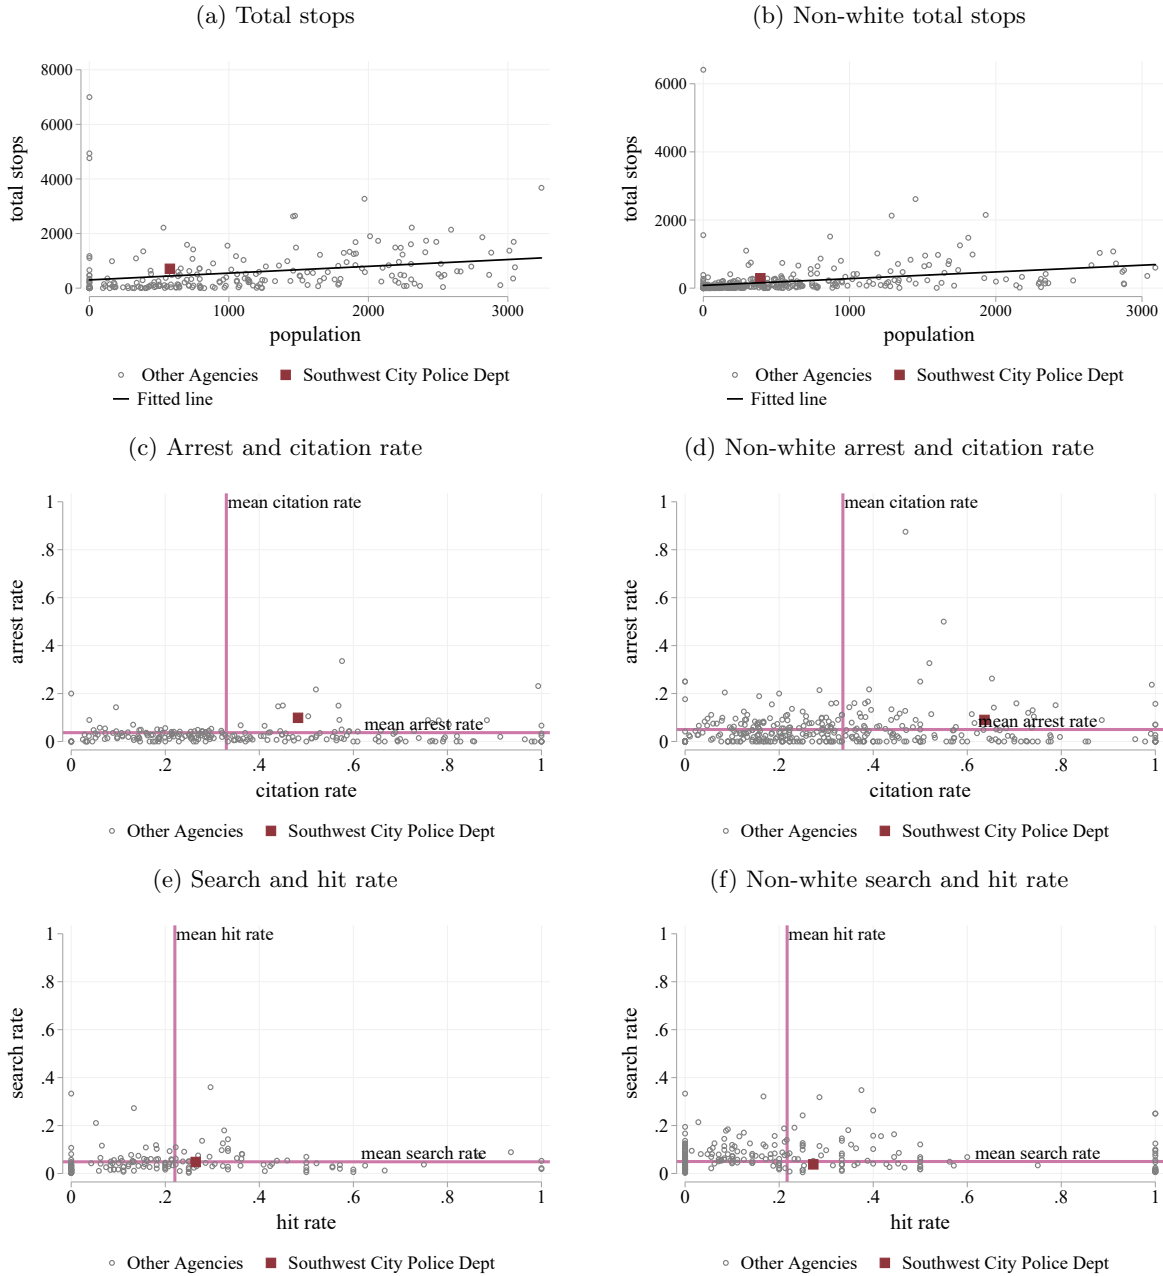 (a) Total stops
8000
6000
4000
2000
0
total stops
0 1000 2000 3000
population
Other Agencies Southwest City Police Dept
Fitted line
(b) Non-white total stops
6000
4000
2000
0
total stops
0 1000 2000 3000
population
Other Agencies Southwest City Police Dept
Fitted line
(c) Arrest and citation rate
mean citation rate
1
.8
.6
.4
.2
0
arrest rate
mean arrest rate
0 .2 .4 .6 .8 1
citation rate
Other Agencies Southwest City Police Dept
(d) Non-white arrest and citation rate
mean citation rate
1
.8
.6
.4
.2
0
arrest rate
mean arrest rate
0 .2 .4 .6 .8 1
citation rate
Other Agencies Southwest City Police Dept
(e) Search and hit rate
mean hit rate
1
.8
.6
.4
.2
0
search rate
mean search rate
0 .2 .4 .6 .8 1
hit rate
Other Agencies Southwest City Police Dept
(f) Non-white search and hit rate
mean hit rate
1
.8
.6
.4
.2
0
search rate
mean search rate
0 .2 .4 .6 .8 1
hit rate
Other Agencies Southwest City Police Dept